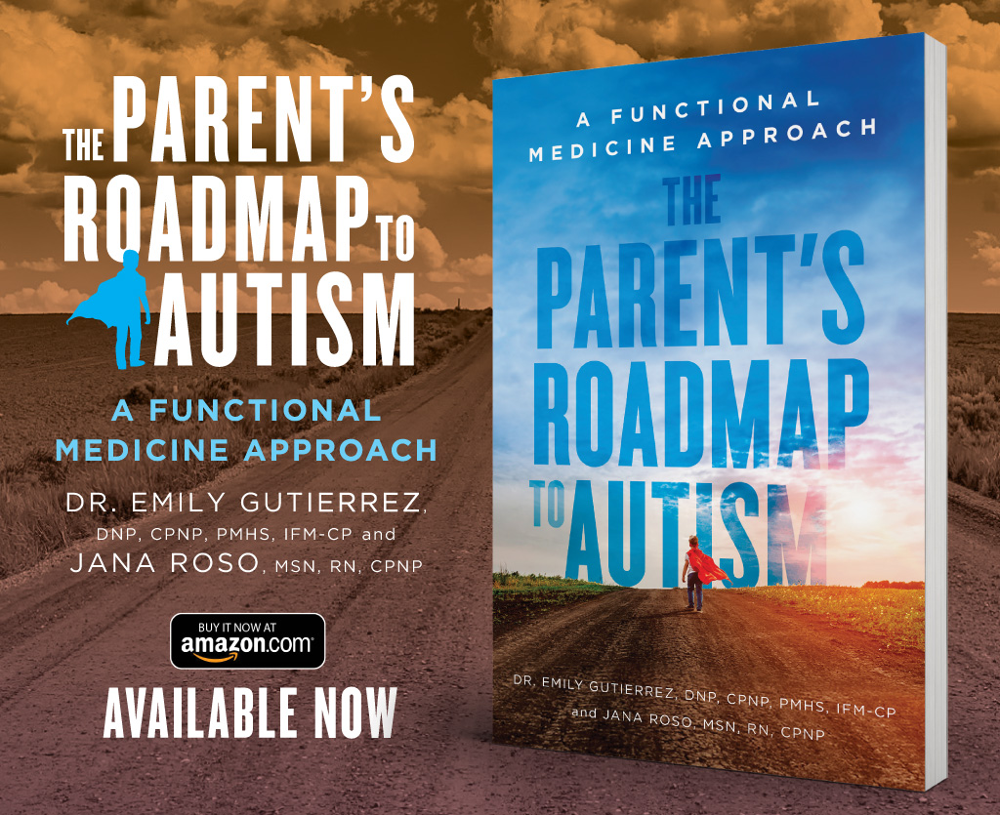 THE PARENT'S
ROADMAP TO
AUTISM
A FUNCTIONAL
MEDICINE APPROACH
DR. EMILY GUTIERREZ,
DNP, CPNP, PMHS, IFM-CP and
JANA ROSO, MSN, RN, CPNP
BUY IT NOW AT
amazon.com
AVAILABLE NOW
A FUNCTIONAL
MEDICINE APPROACH
THE
PARENT'S
ROADMAP
TO AUTISM
DR. EMILY GUTIERREZ, DNP, CPNP, PMHS, IFM-CP
and JANA ROSO, MSN, RN, CPNP